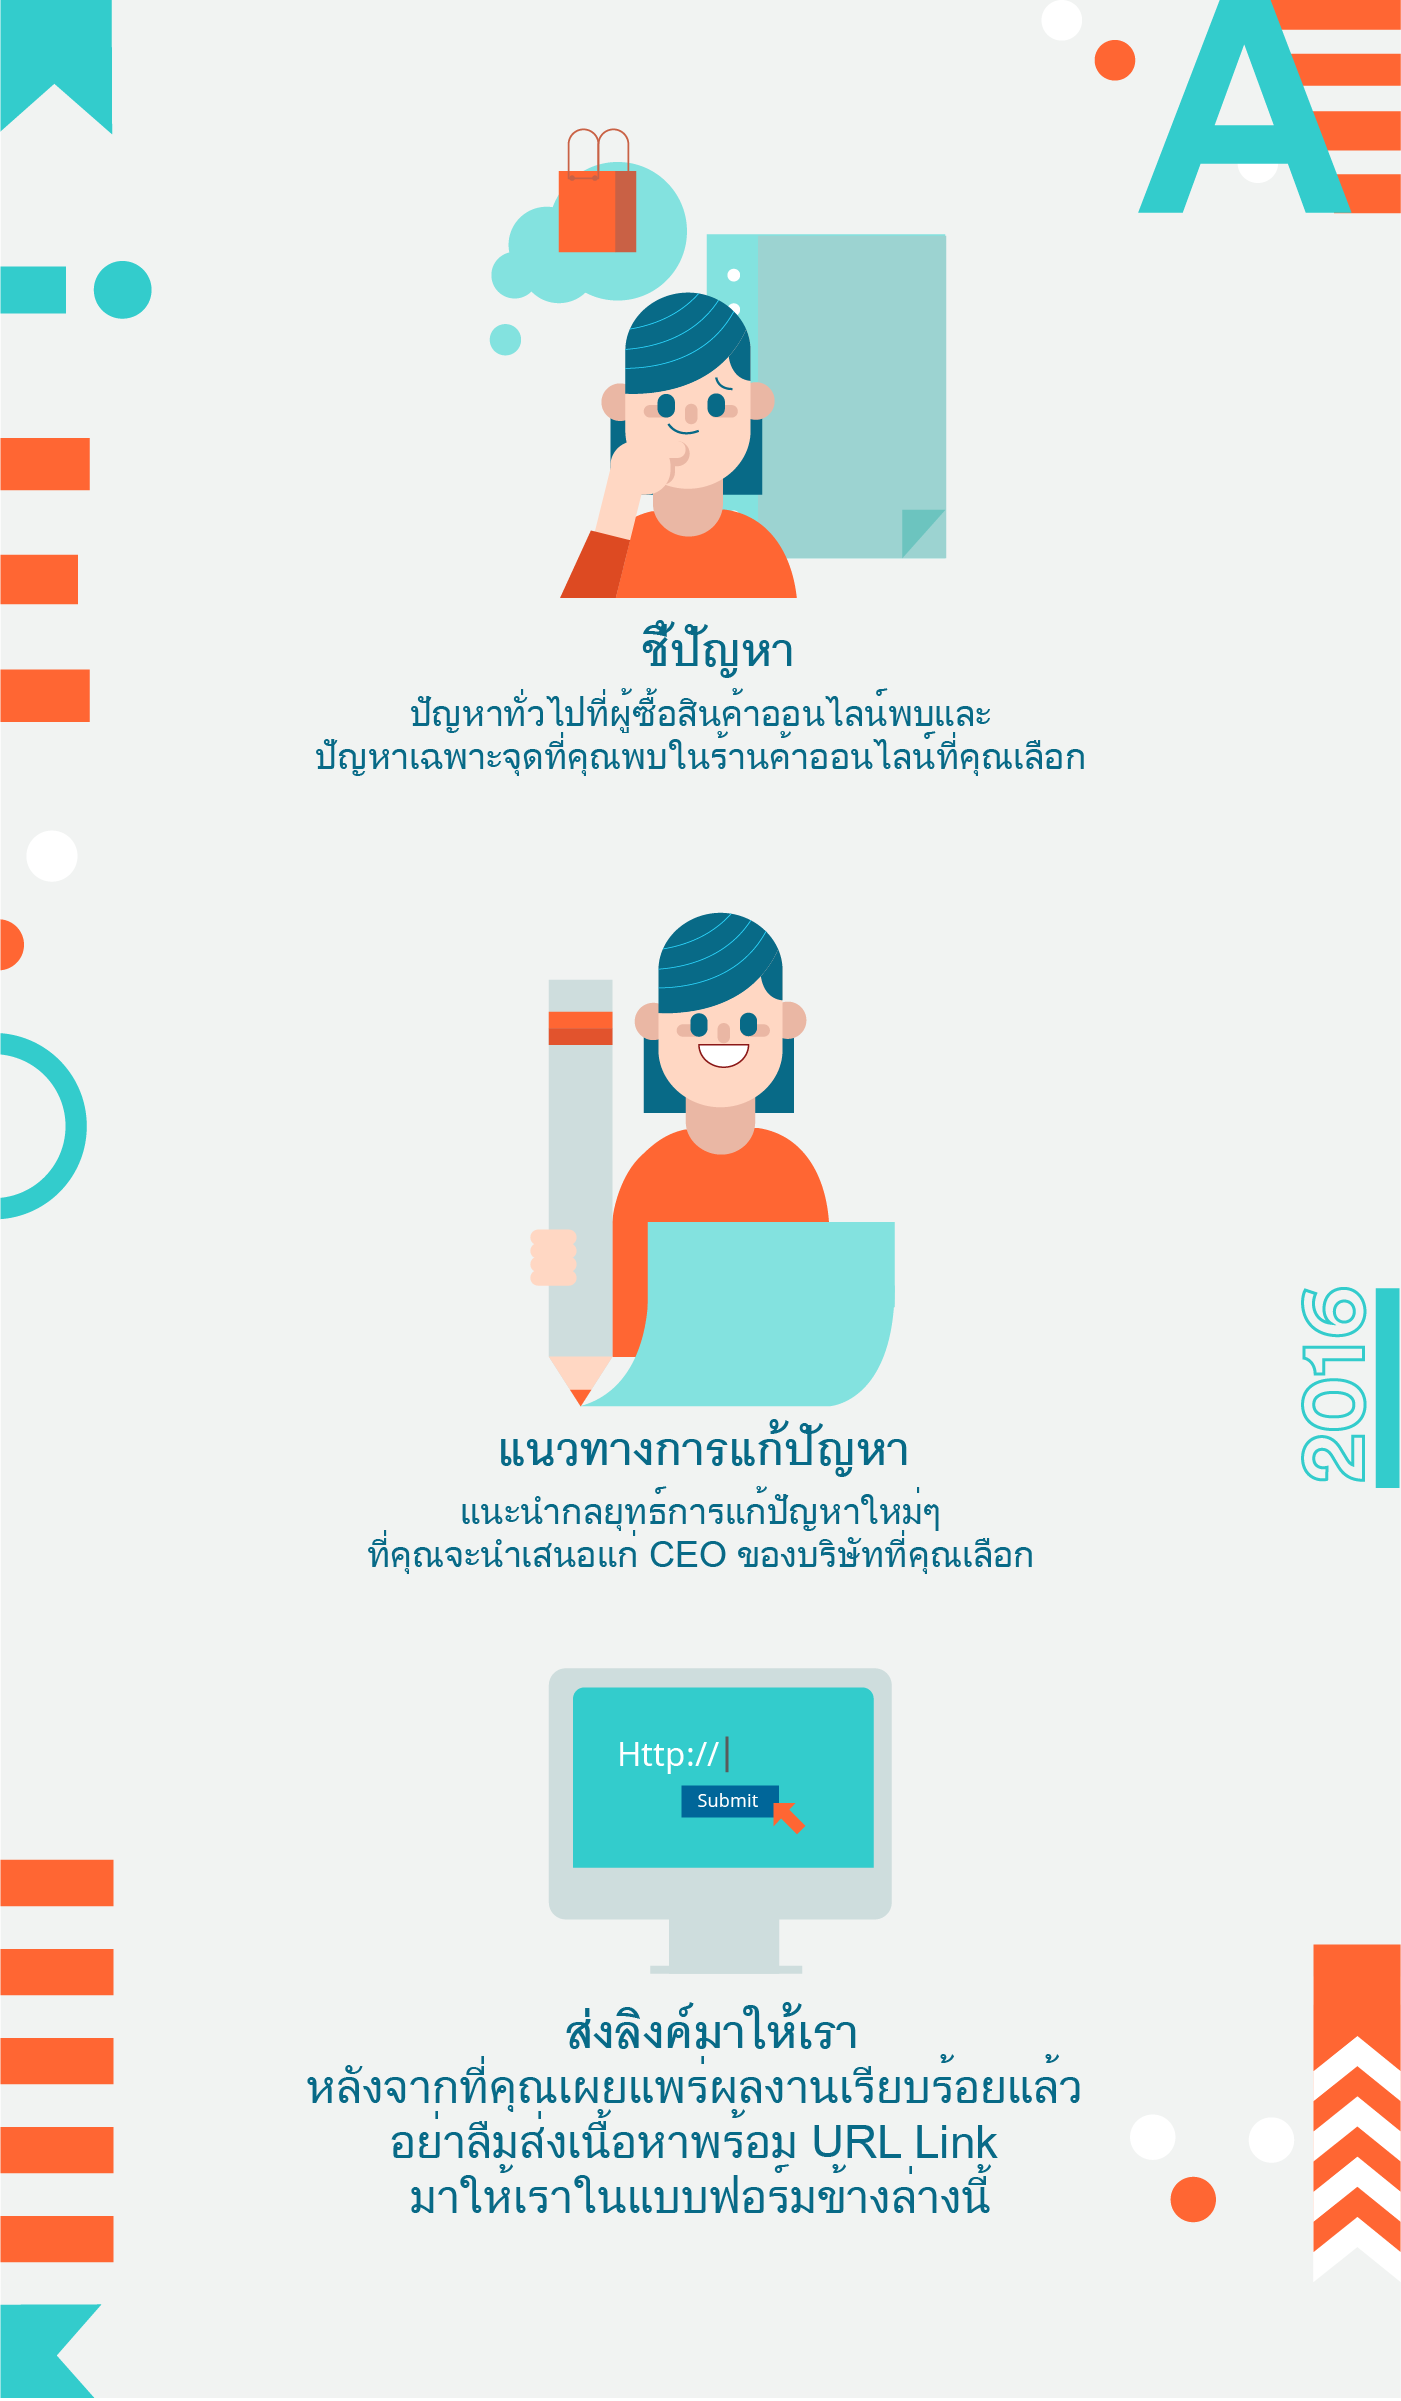 A
ชี้ปัญหา
ปัญหาทั่วไปที่ผู้ซื้อสินค้าออนไลน์พบและ
ปัญหาเฉพาะจุดที่คุณพบในร้านค้าออนไลน์ที่คุณเลือก
2016
แนวทางการแก้ปัญหา
แนะนำกลยุทธ์การแก้ปัญหาใหม่ๆ
ที่คุณจะนำเสนอแก่ CEO ของบริษัทที่คุณเลือก
Http://
Submit
ส่งลิงค์มาให้เรา
หลังจากที่คุณเผยแพร่ผลงานเรียบร้อยแล้ว
อย่าลืมส่งเนื้อหาพร้อม URL Link
มาให้เราในแบบฟอร์มข้างล่างนี้